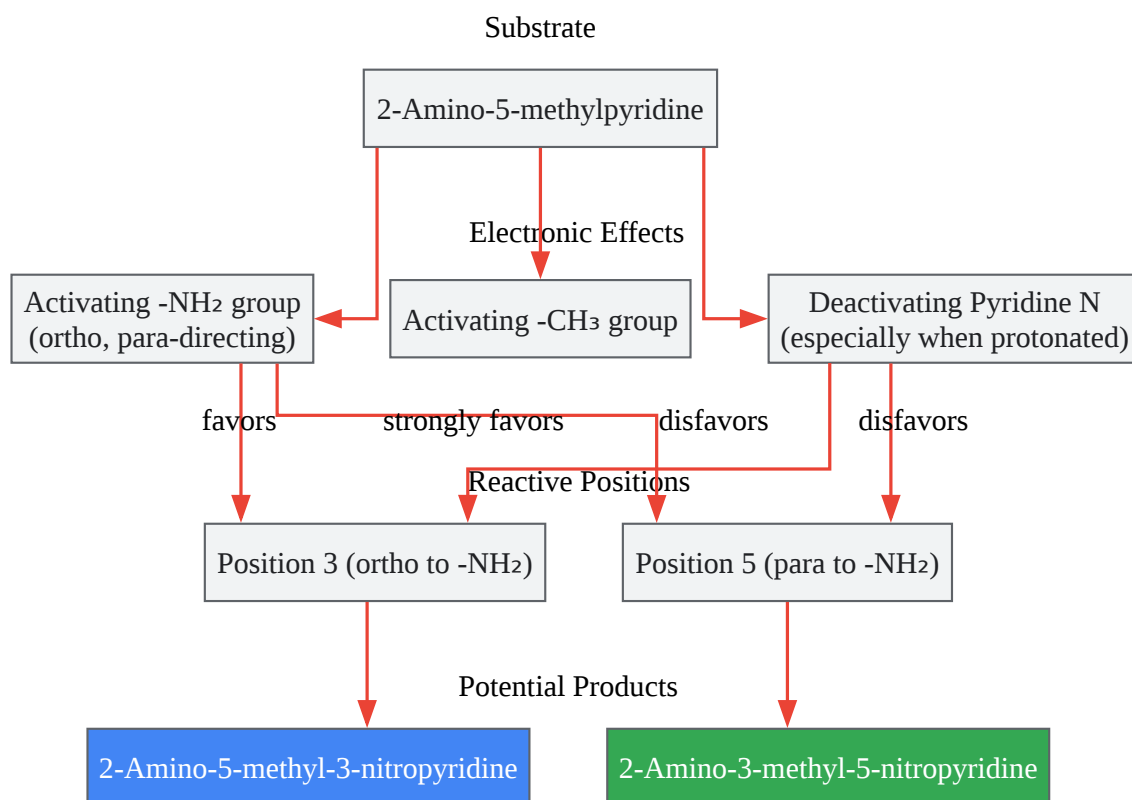 Substrate
2-Amino-5-methylpyridine
Electronic Effects
Activating -NH₂ group
(ortho, para-directing)
Activating -CH₃ group
Deactivating Pyridine N
(especially when protonated)
favors
strongly favors
disfavors
disfavors
Reactive Positions
Position 3 (ortho to -NH₂)
Position 5 (para to -NH₂)
Potential Products
2-Amino-5-methyl-3-nitropyridine
2-Amino-3-methyl-5-nitropyridine